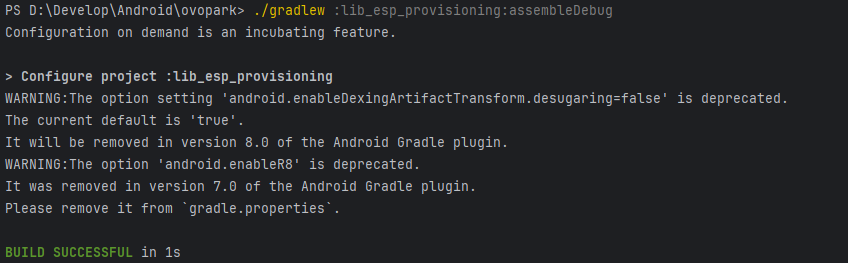 PS D:\Develop\Android\ovopark> ./gradlew :lib_esp_provisioning:assembleDebug
Configuration on demand is an incubating feature.
> Configure project :lib_esp_provisioning
WARNING:The option setting 'android.enableDexingArtifactTransform.desugaring=false' is deprecated.
The current default is 'true'.
It will be removed in version 8.0 of the Android Gradle plugin.
WARNING:The option 'android.enableR8' is deprecated.
It was removed in version 7.0 of the Android Gradle plugin.
Please remove it from `gradle.properties`.
BUILD SUCCESSFUL in 1s